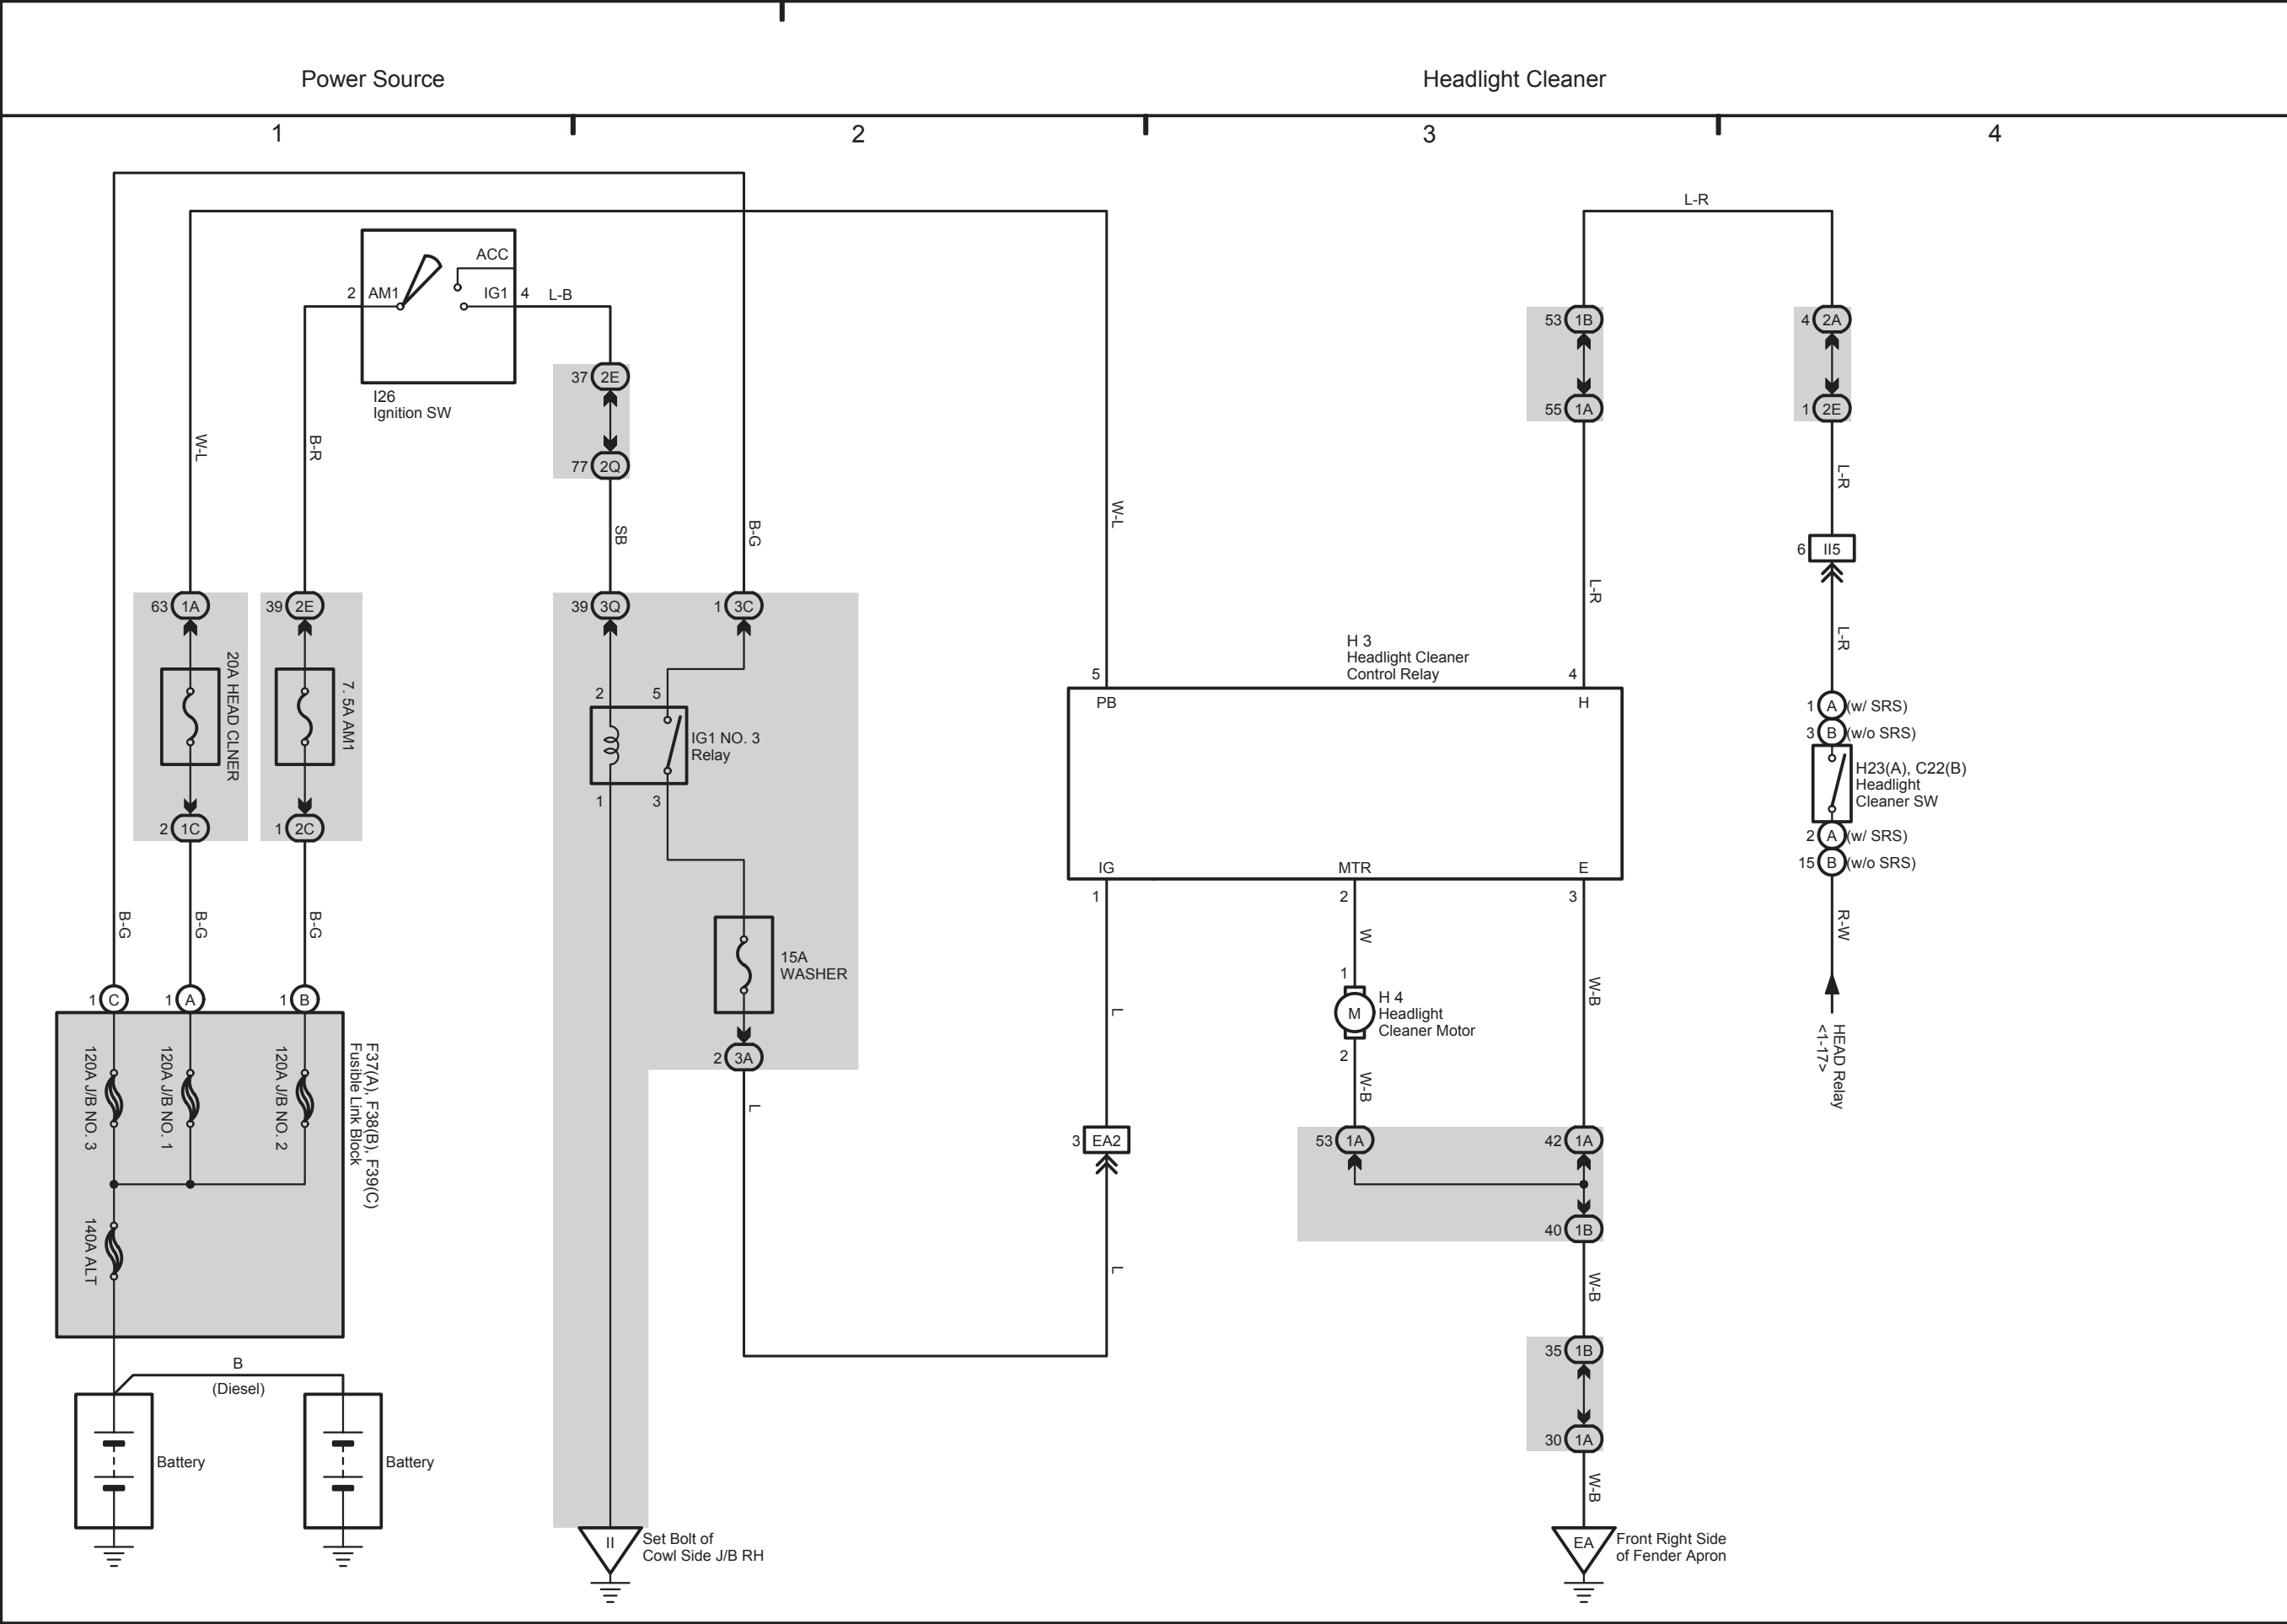 Power Source
Headlight Cleaner
1
2
3
4
ACC
2
AM1
IG1
4
L-B
I26
Ignition SW
L-R
53
1B
4
2A
37
2E
55
1A
1
2E
W-L
B-R
77
2Q
L-R
SB
B-G
W-L
6
II5
L-R
L-R
63
1A
39
2E
39
3Q
1
3C
20A HEAD CLNER
7. 5A AM1
2
5
IG1 NO. 3
Relay
1
3
H 3
Headlight Cleaner
Control Relay
5
4
PB
H
1
A
(w/ SRS)
3
B
(w/o SRS)
H23(A), C22(B)
Headlight
Cleaner SW
2
A
(w/ SRS)
15
B
(w/o SRS)
2
1C
1
2C
IG
MTR
E
1
2
3
B-G
B-G
B-G
W
R-W
15A
WASHER
1
C
1
A
1
B
1
M
H 4
Headlight
Cleaner Motor
2
L
W-B
HEAD Relay
<1-17>
2
3A
120A J/B NO. 3
120A J/B NO. 1
120A J/B NO. 2
F37(A), F38(B), F39(C)
Fusible Link Block
W-B
L
3
EA2
53
1A
42
1A
40
1B
140A ALT
L
W-B
35
1B
B
(Diesel)
30
1A
Battery
Battery
W-B
II
Set Bolt of
Cowl Side J/B RH
EA
Front Right Side
of Fender Apron